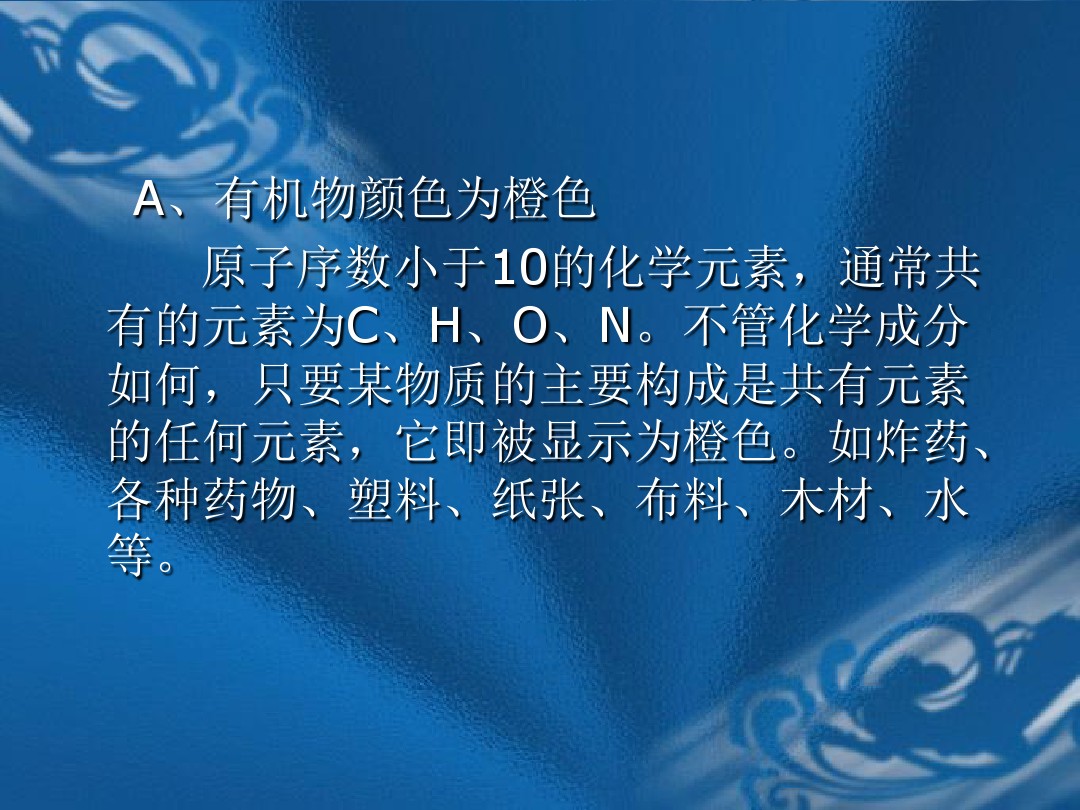 A、有机物颜色为橙色
原子序数小于10的化学元素，通常共
有的元素为C、H、O、N。不管化学成分
如何，只要某物质的主要构成是共有元素
的任何元素，它即被显示为橙色。如炸药、
各种药物、塑料、纸张、布料、木材、水
等。